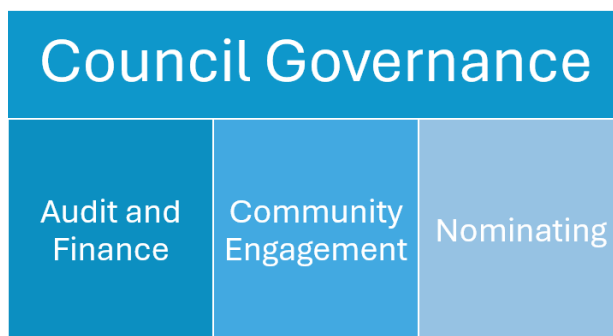 Council Governance
Audit and
Finance
Community
Engagement
Nominating